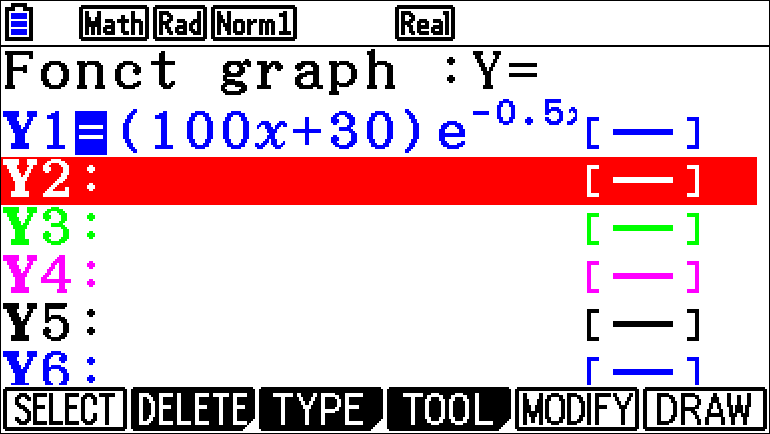 Math Rad Norm1 Real
Fonct graph :Y=
Y1=(100x+30)e^-0.5 [—]
Y2: [—]
Y3: [—]
Y4: [—]
Y5: [—]
Y6: [—]
SELECT DELETE TYPE TOOL MODIFY DRAW